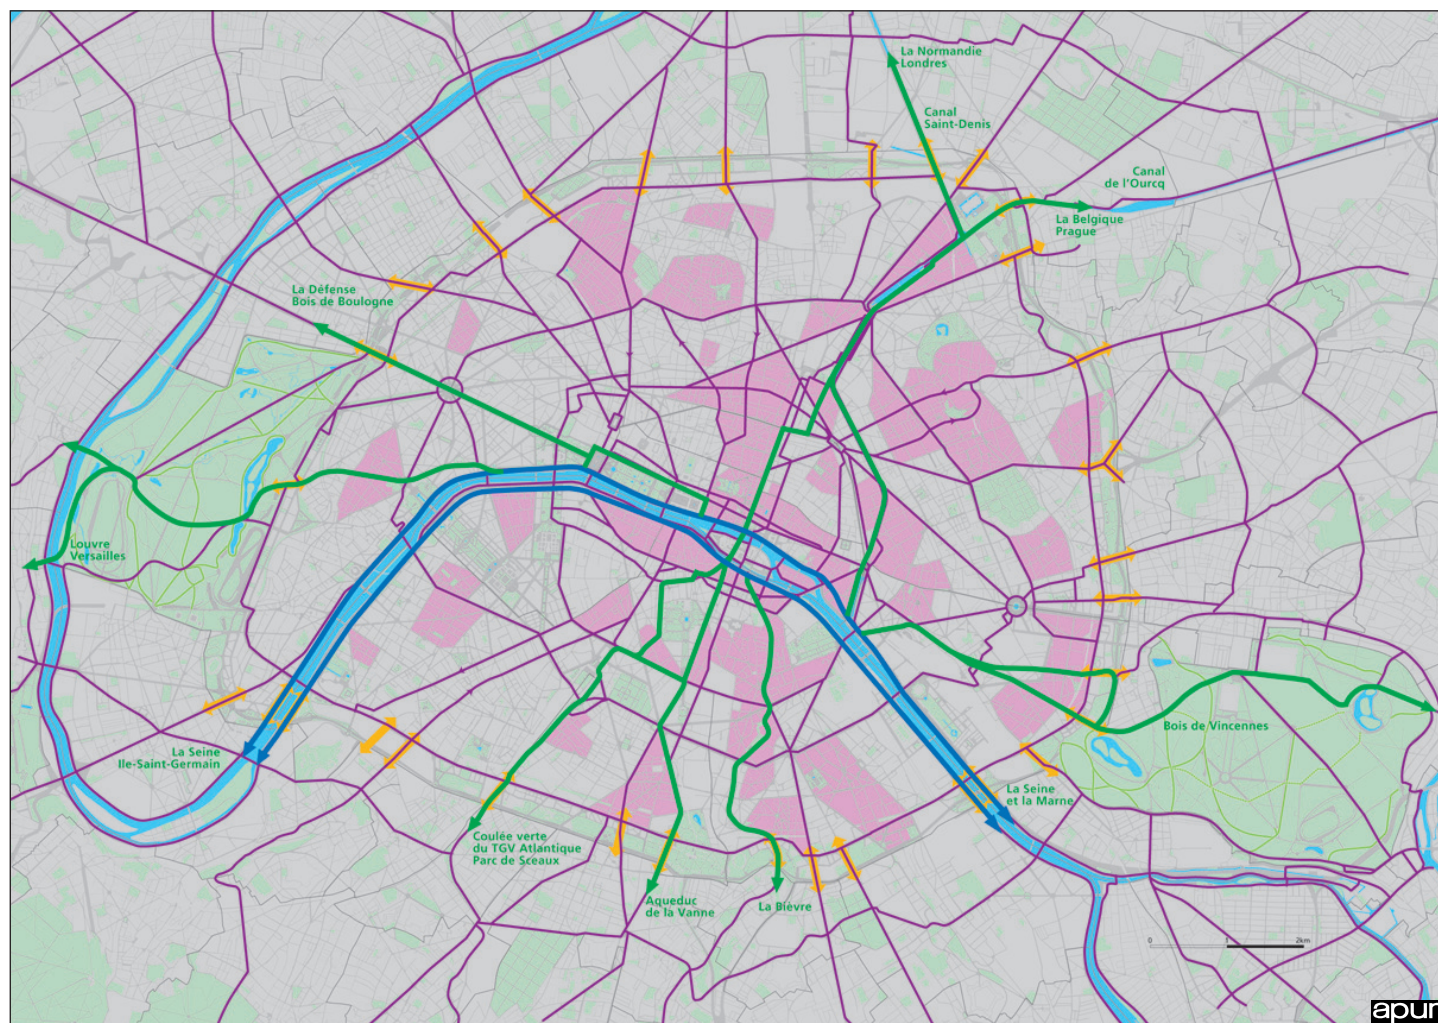 La Normandie
Londres
Canal
Saint-Denis
Canal
de l'Ourcq
La Belgique
Prague
La Défense
Bois de Boulogne
Louvre
Versailles
Bois de Vincennes
La Seine
Ile-Saint-Germain
La Seine
et la Marne
Coulée verte
du TGV Atlantique
Parc de Sceaux
Aqueduc
de la Vanne
La Bièvre
0 1 2km
apur